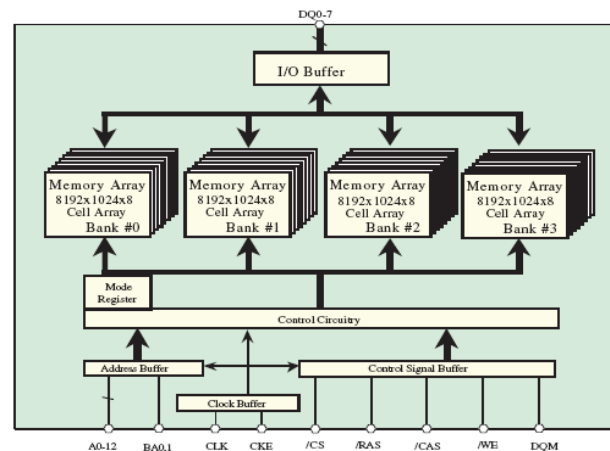 DQ0-7
I/O Buffer
Memory Array
8192x1024x8
Cell Array
Bank #0
Memory Array
8192x1024x8
Cell Array
Bank #1
Memory Array
8192x1024x8
Cell Array
Bank #2
Memory Array
8192x1024x8
Cell Array
Bank #3
Mode
Register
Control Circuitry
Address Buffer
Control Signal Buffer
Clock Buffer
A0-12
BA0,1
CLK
CKE
/CS
/RAS
/CAS
/WE
DQM